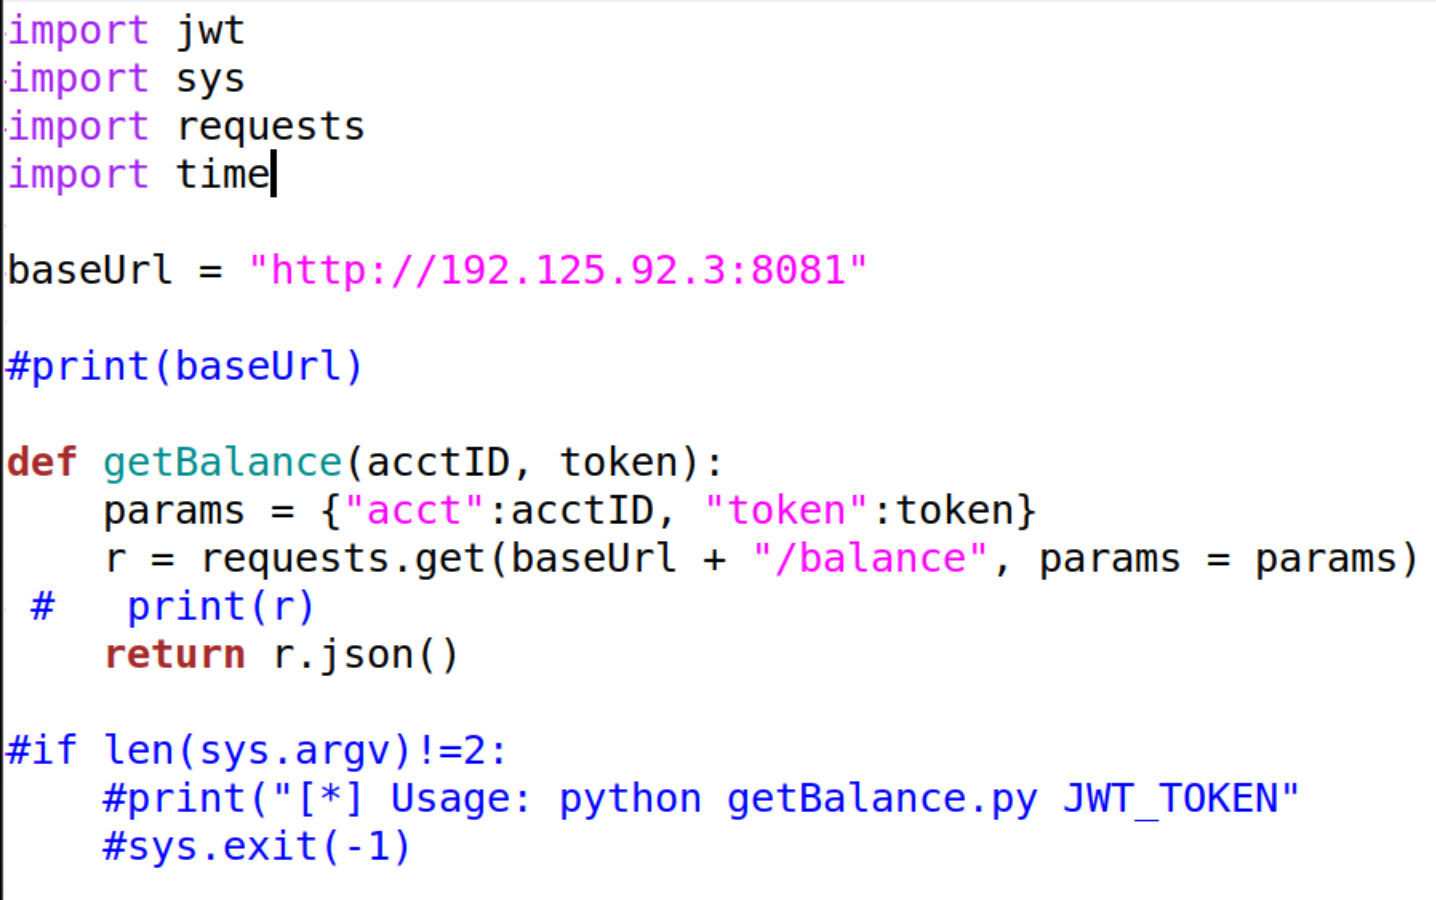 import jwt
import sys
import requests
import time

baseUrl = "http://192.125.92.3:8081"

#print(baseUrl)

def getBalance(acctID, token):
    params = {"acct":acctID, "token":token}
    r = requests.get(baseUrl + "/balance", params = params)
 #   print(r)
    return r.json()

#if len(sys.argv)!=2:
    #print("[*] Usage: python getBalance.py JWT_TOKEN"
    #sys.exit(-1)